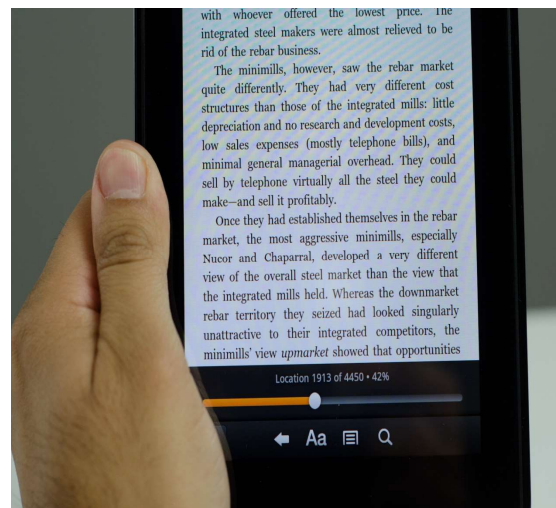 with whoever offered the lowest price. The
integrated steel makers were almost relieved to be
rid of the rebar business.
The minimills, however, saw the rebar market
quite differently. They had very different cost
structures than those of the integrated mills: little
depreciation and no research and development costs,
low sales expenses (mostly telephone bills), and
minimal general managerial overhead. They could
sell by telephone virtually all the steel they could
make—and sell it profitably.
Once they had established themselves in the rebar
market, the most aggressive minimills, especially
Nucor and Chaparral, developed a very different
view of the overall steel market than the view that
the integrated mills held. Whereas the downmarket
rebar territory they seized had looked singularly
unattractive to their integrated competitors, the
minimills' view upmarket showed that opportunities
Location 1913 of 4450 • 42%
Aa